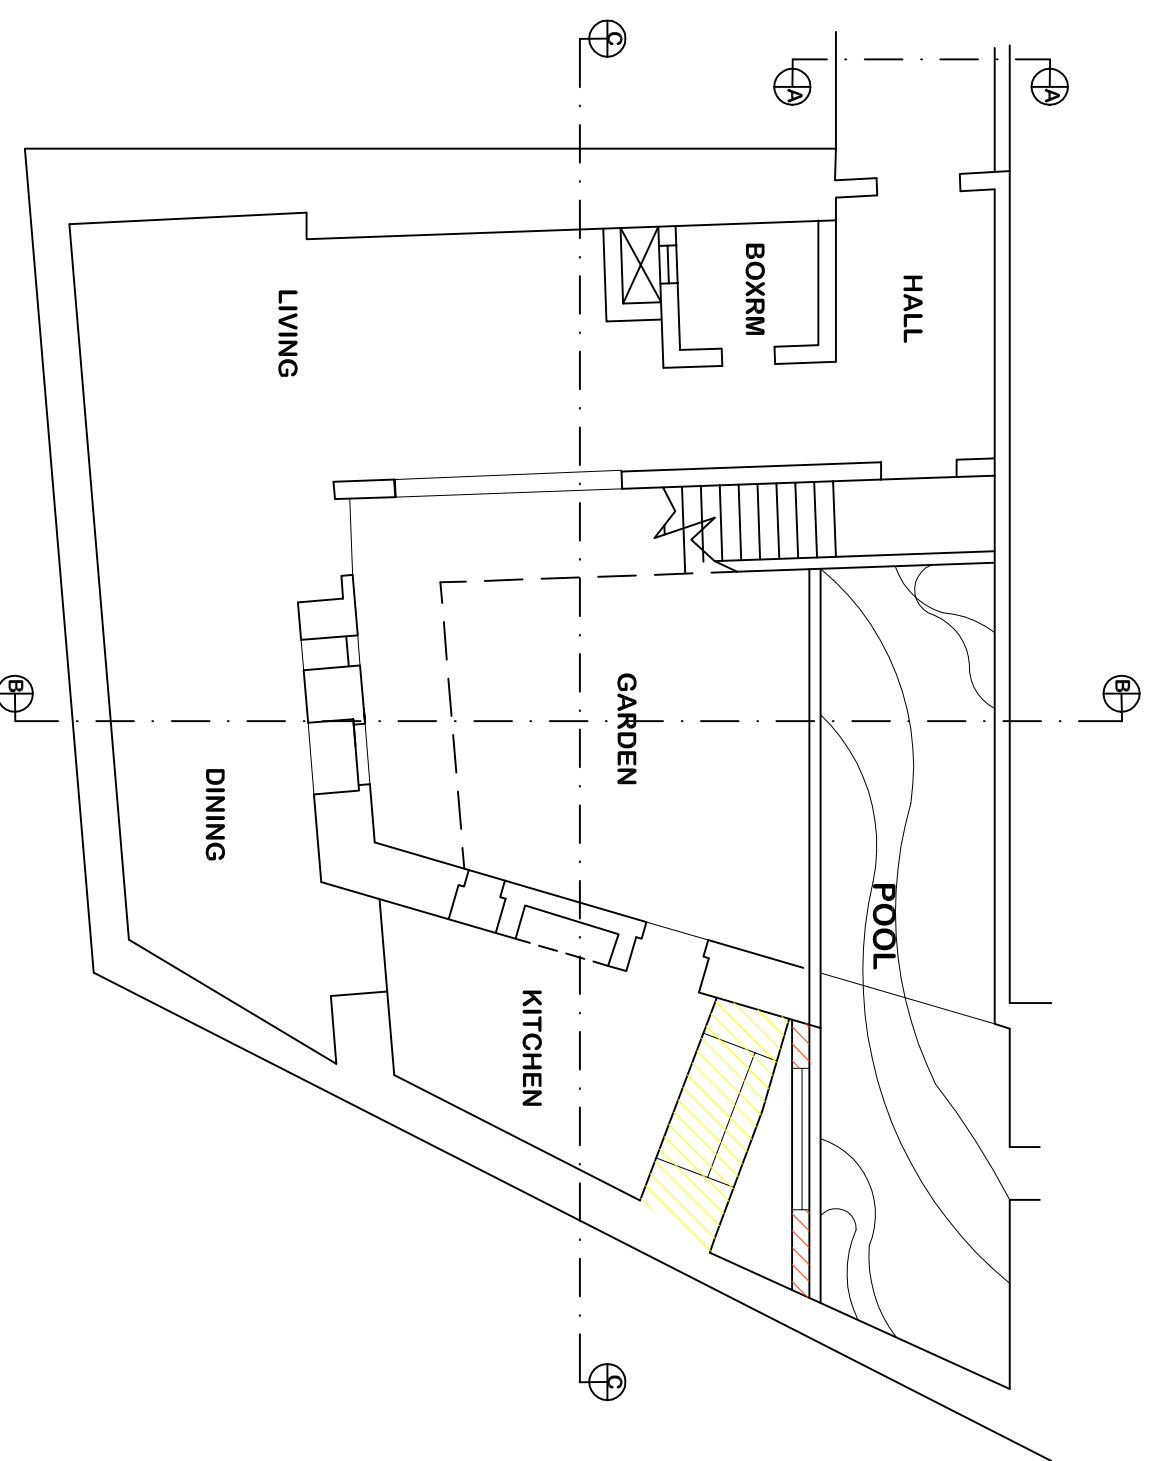 C
A
A
BOXRM
HALL
LIVING
GARDEN
B
B
DINING
POOL
KITCHEN
C